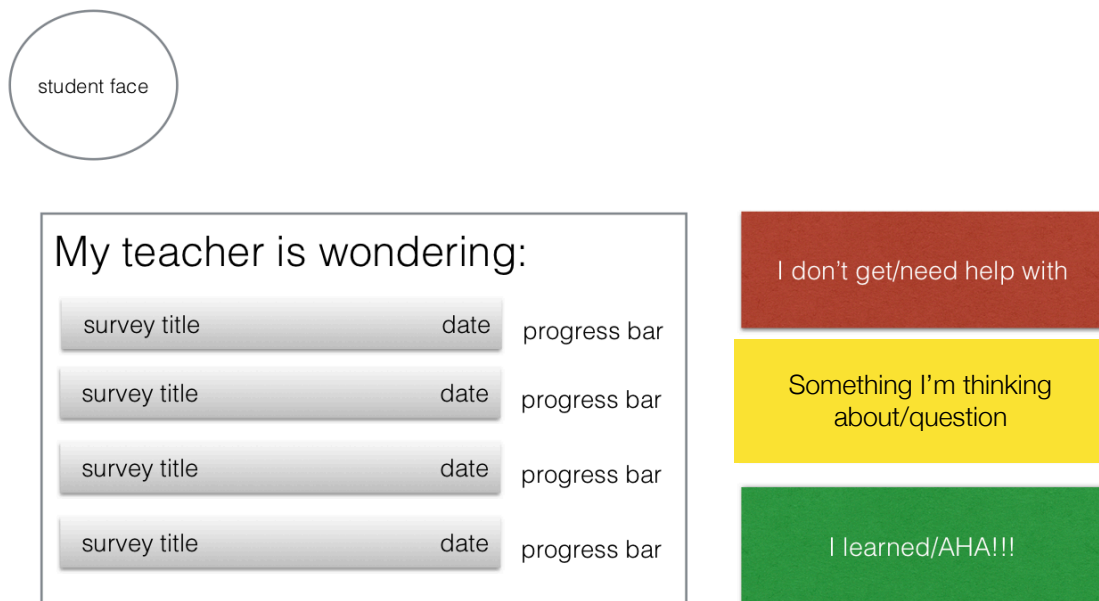 student face
My teacher is wondering:
survey title date progress bar
survey title date progress bar
survey title date progress bar
survey title date progress bar
I don’t get/need help with
Something I’m thinking
about/question
I learned/AHA!!!